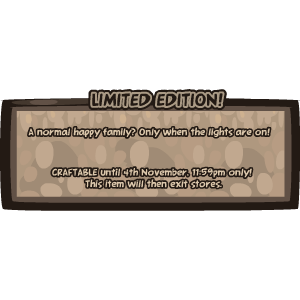 LIMITED EDITION!
A normal happy family? Only when the lights are on!
CRAFTABLE until 4th November, 11:59pm only!
This item will then exit stores.